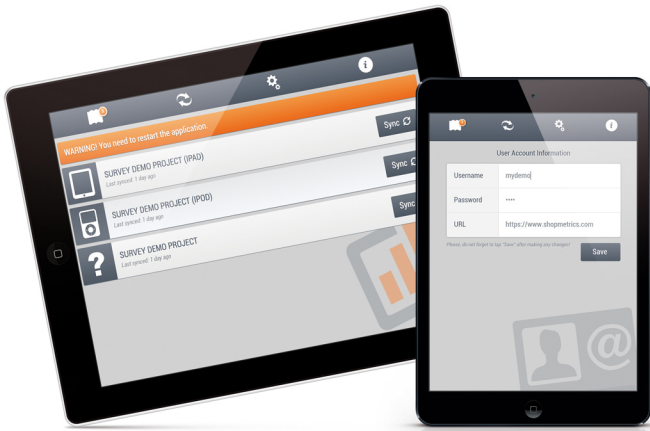 WARNING! You need to restart the application.
SURVEY DEMO PROJECT (IPAD)
Last synced: 1 day ago
Sync
SURVEY DEMO PROJECT (IPOD)
Last synced: 1 day ago
Sync
SURVEY DEMO PROJECT
Last synced: 1 day ago
Sync
?
User Account Information
Username mydemo
Password ••••
URL https://www.shopmetrics.com
Please, do not forget to tap "Save" after making any changes!
Save
@